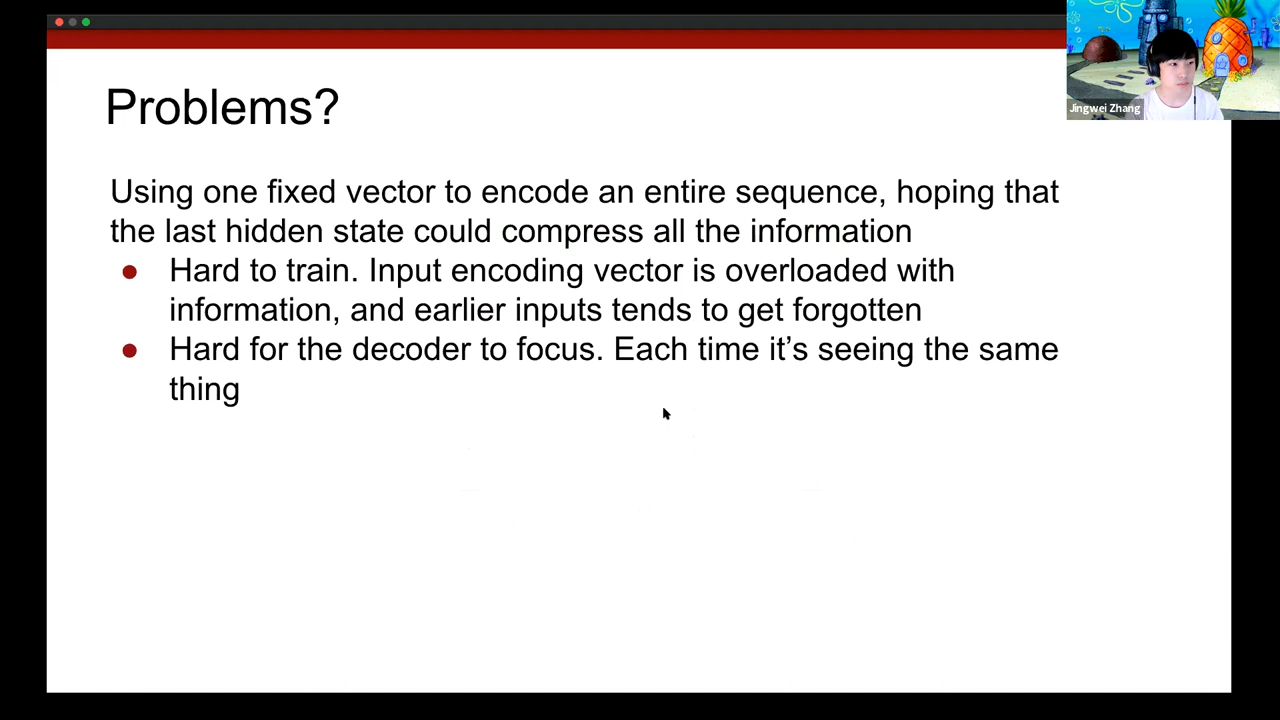 Jingwei Zhang
Problems?
Using one fixed vector to encode an entire sequence, hoping that
the last hidden state could compress all the information
● Hard to train. Input encoding vector is overloaded with
information, and earlier inputs tends to get forgotten
● Hard for the decoder to focus. Each time it’s seeing the same
thing